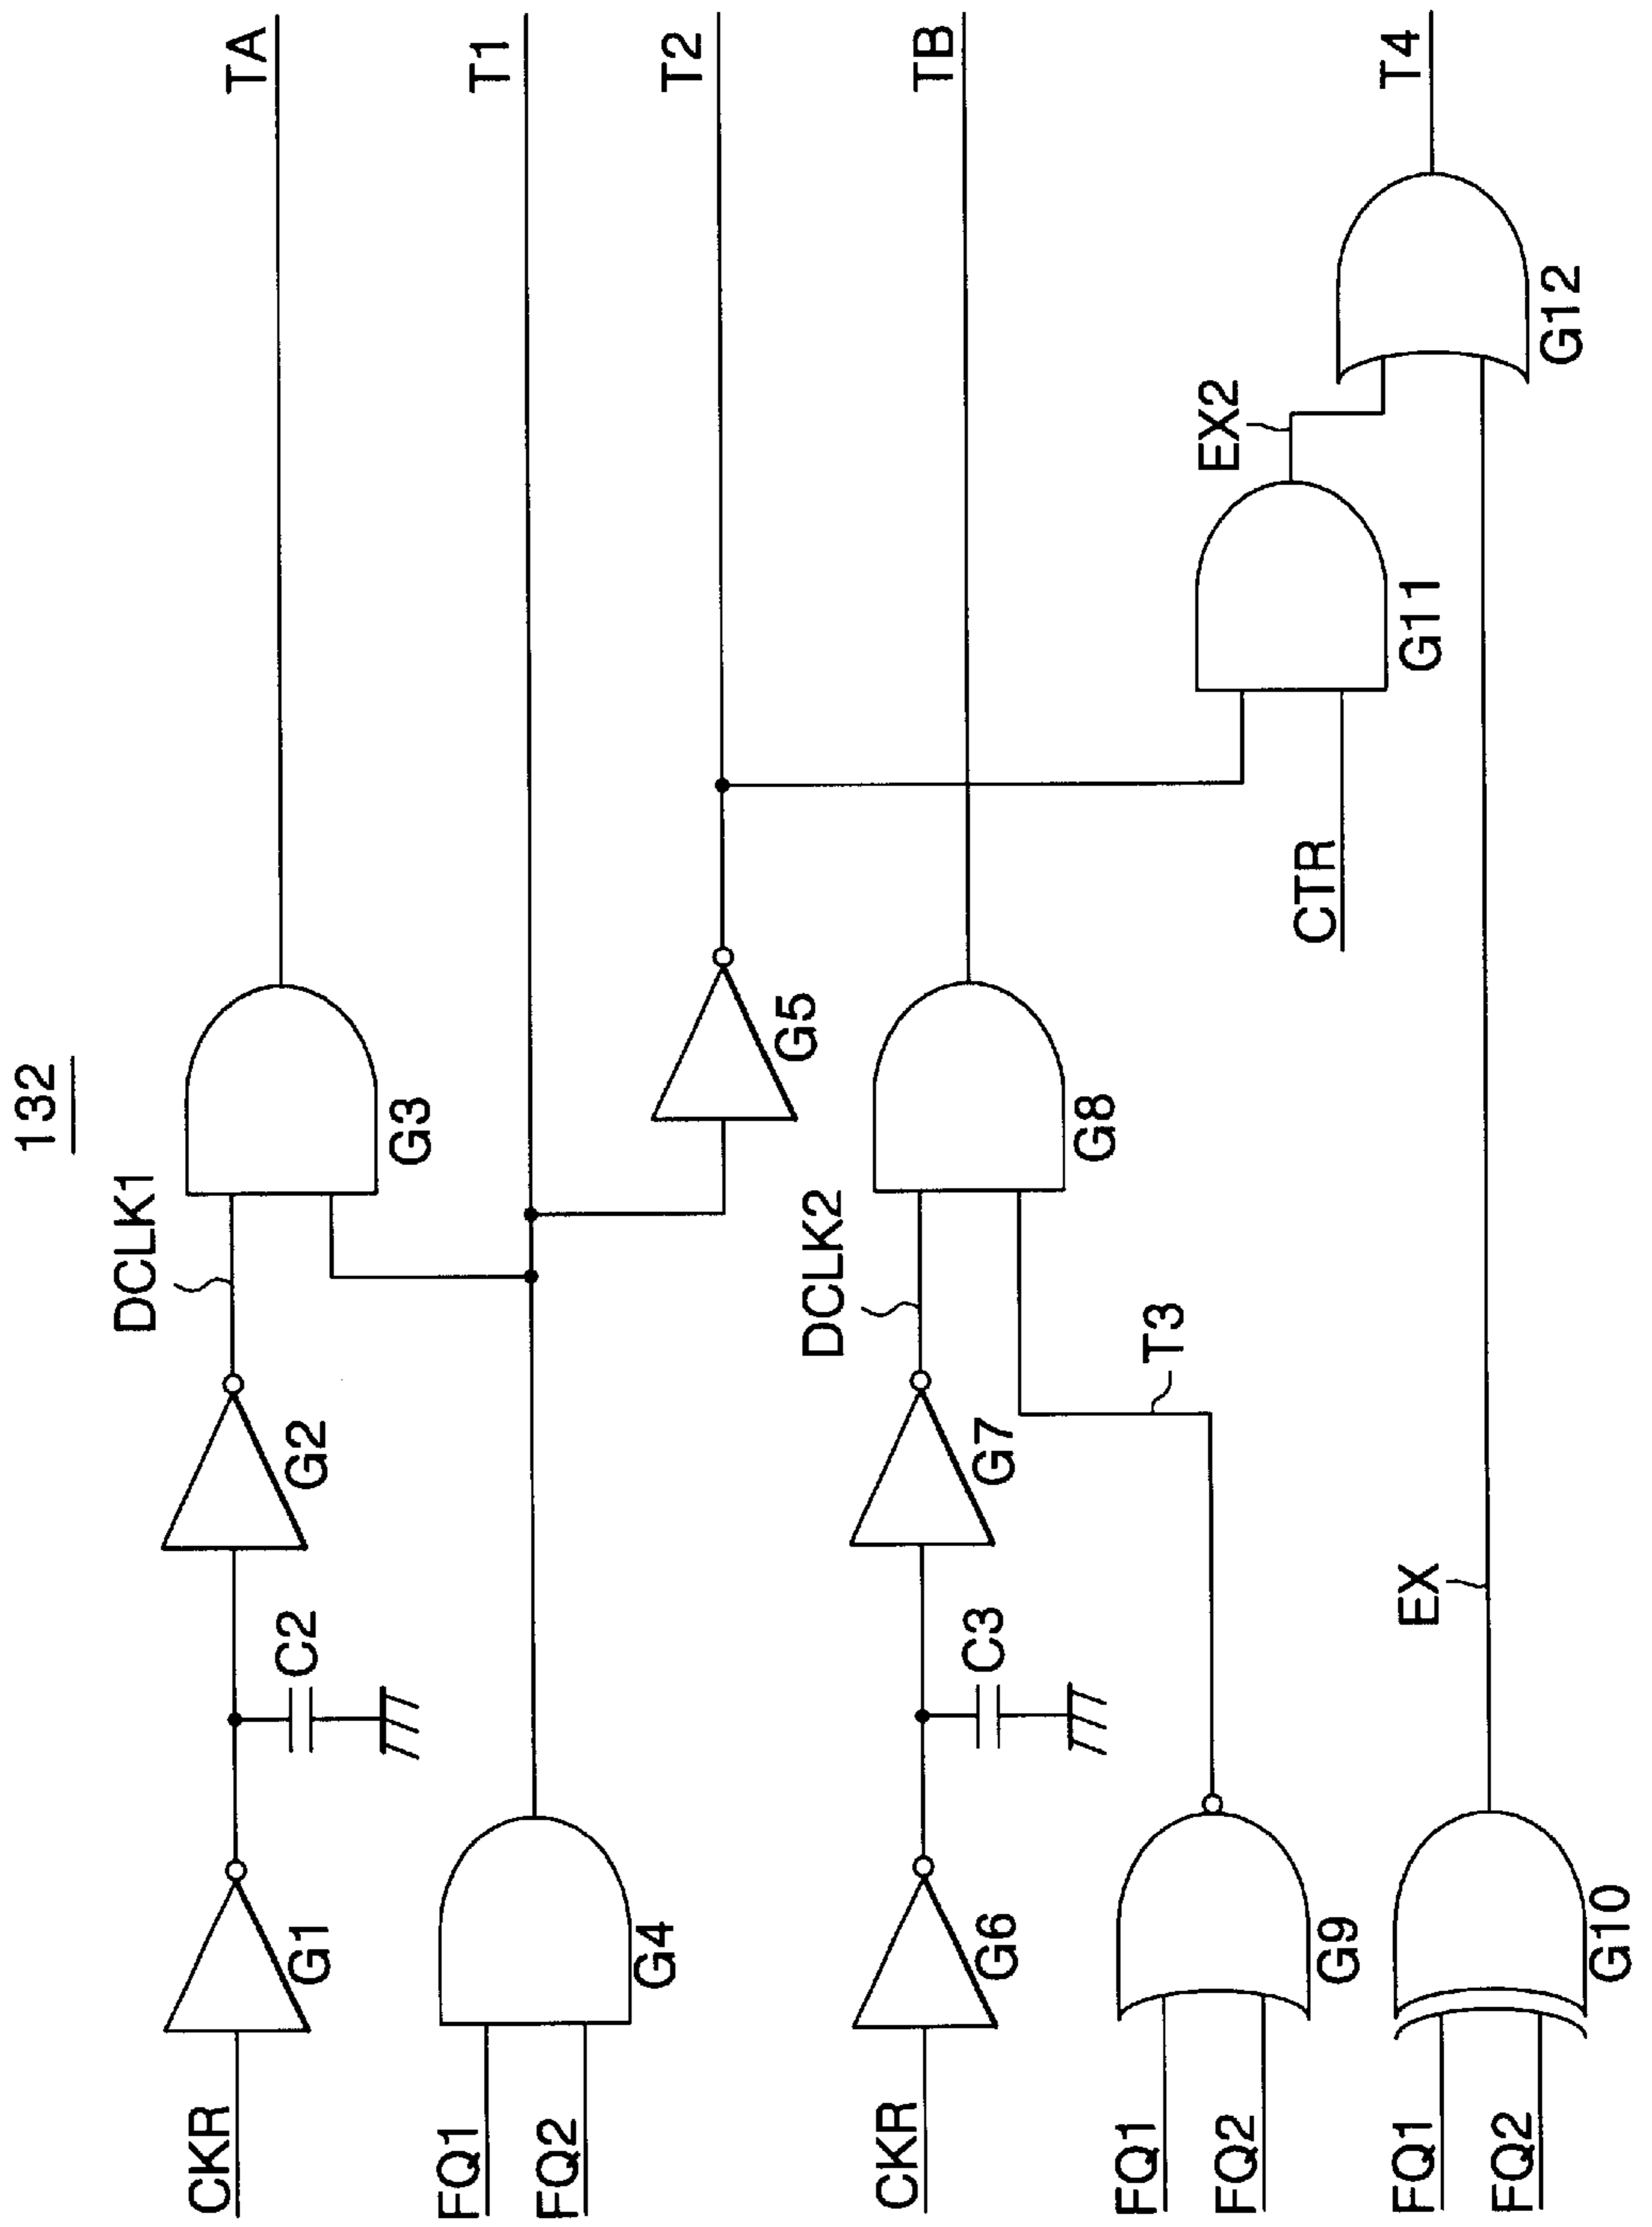 132
CKR
G1
C2
G2
DCLK1
G3
TA
FQ1
FQ2
G4
T1
G5
T2
CKR
G6
C3
G7
DCLK2
G8
TB
FQ1
FQ2
G9
T3
CTR
G11
EX2
FQ1
FQ2
G10
EX
G12
T4